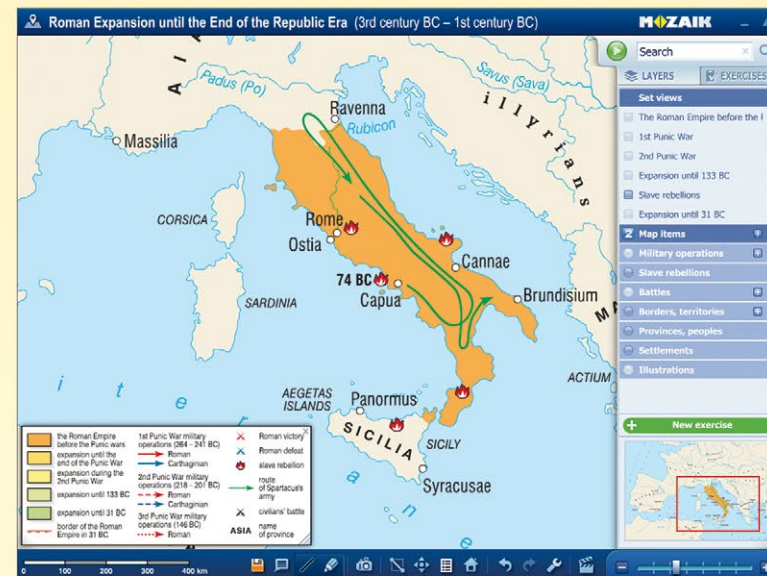 Roman Expansion until the End of the Republic Era (3rd century BC – 1st century BC)
MOZAIK
Search
LAYERS
EXERCISES
Set views
The Roman Empire before the
1st Punic War
2nd Punic War
Expansion until 133 BC
Slave rebellions
Expansion until 31 BC
Map items
Military operations
Slave rebellions
Battles
Borders, territories
Provinces, peoples
Settlements
Illustrations
New exercise
Padus (Po)
Savus (Sava)
Ravenna
Rubicon
illyrians
Massilia
CORSICA
Rome
Ostia
Cannae
74 BC
Capua
Brundisium
SARDINIA
ACTIUM
AEGETAS
ISLANDS
Panormus
SICILIA
SICILY
Syracusae
the Roman Empire
before the Punic wars
expansion until the
end of the Punic War
expansion during the
2nd Punic War
expansion until 133 BC
expansion until 31 BC
border of the Roman
Empire in 31 BC
1st Punic War military
operations (264 - 241 BC)
Roman
Carthaginian
2nd Punic War military
operations (218 - 201 BC)
Roman
Carthaginian
3rd Punic War military
operations (146 BC)
Roman
Roman victory
Roman defeat
slave rebellion
route
of Spartacus's
army
civilians' battle
ASIA
name
of province
0 100 200 300 400 km